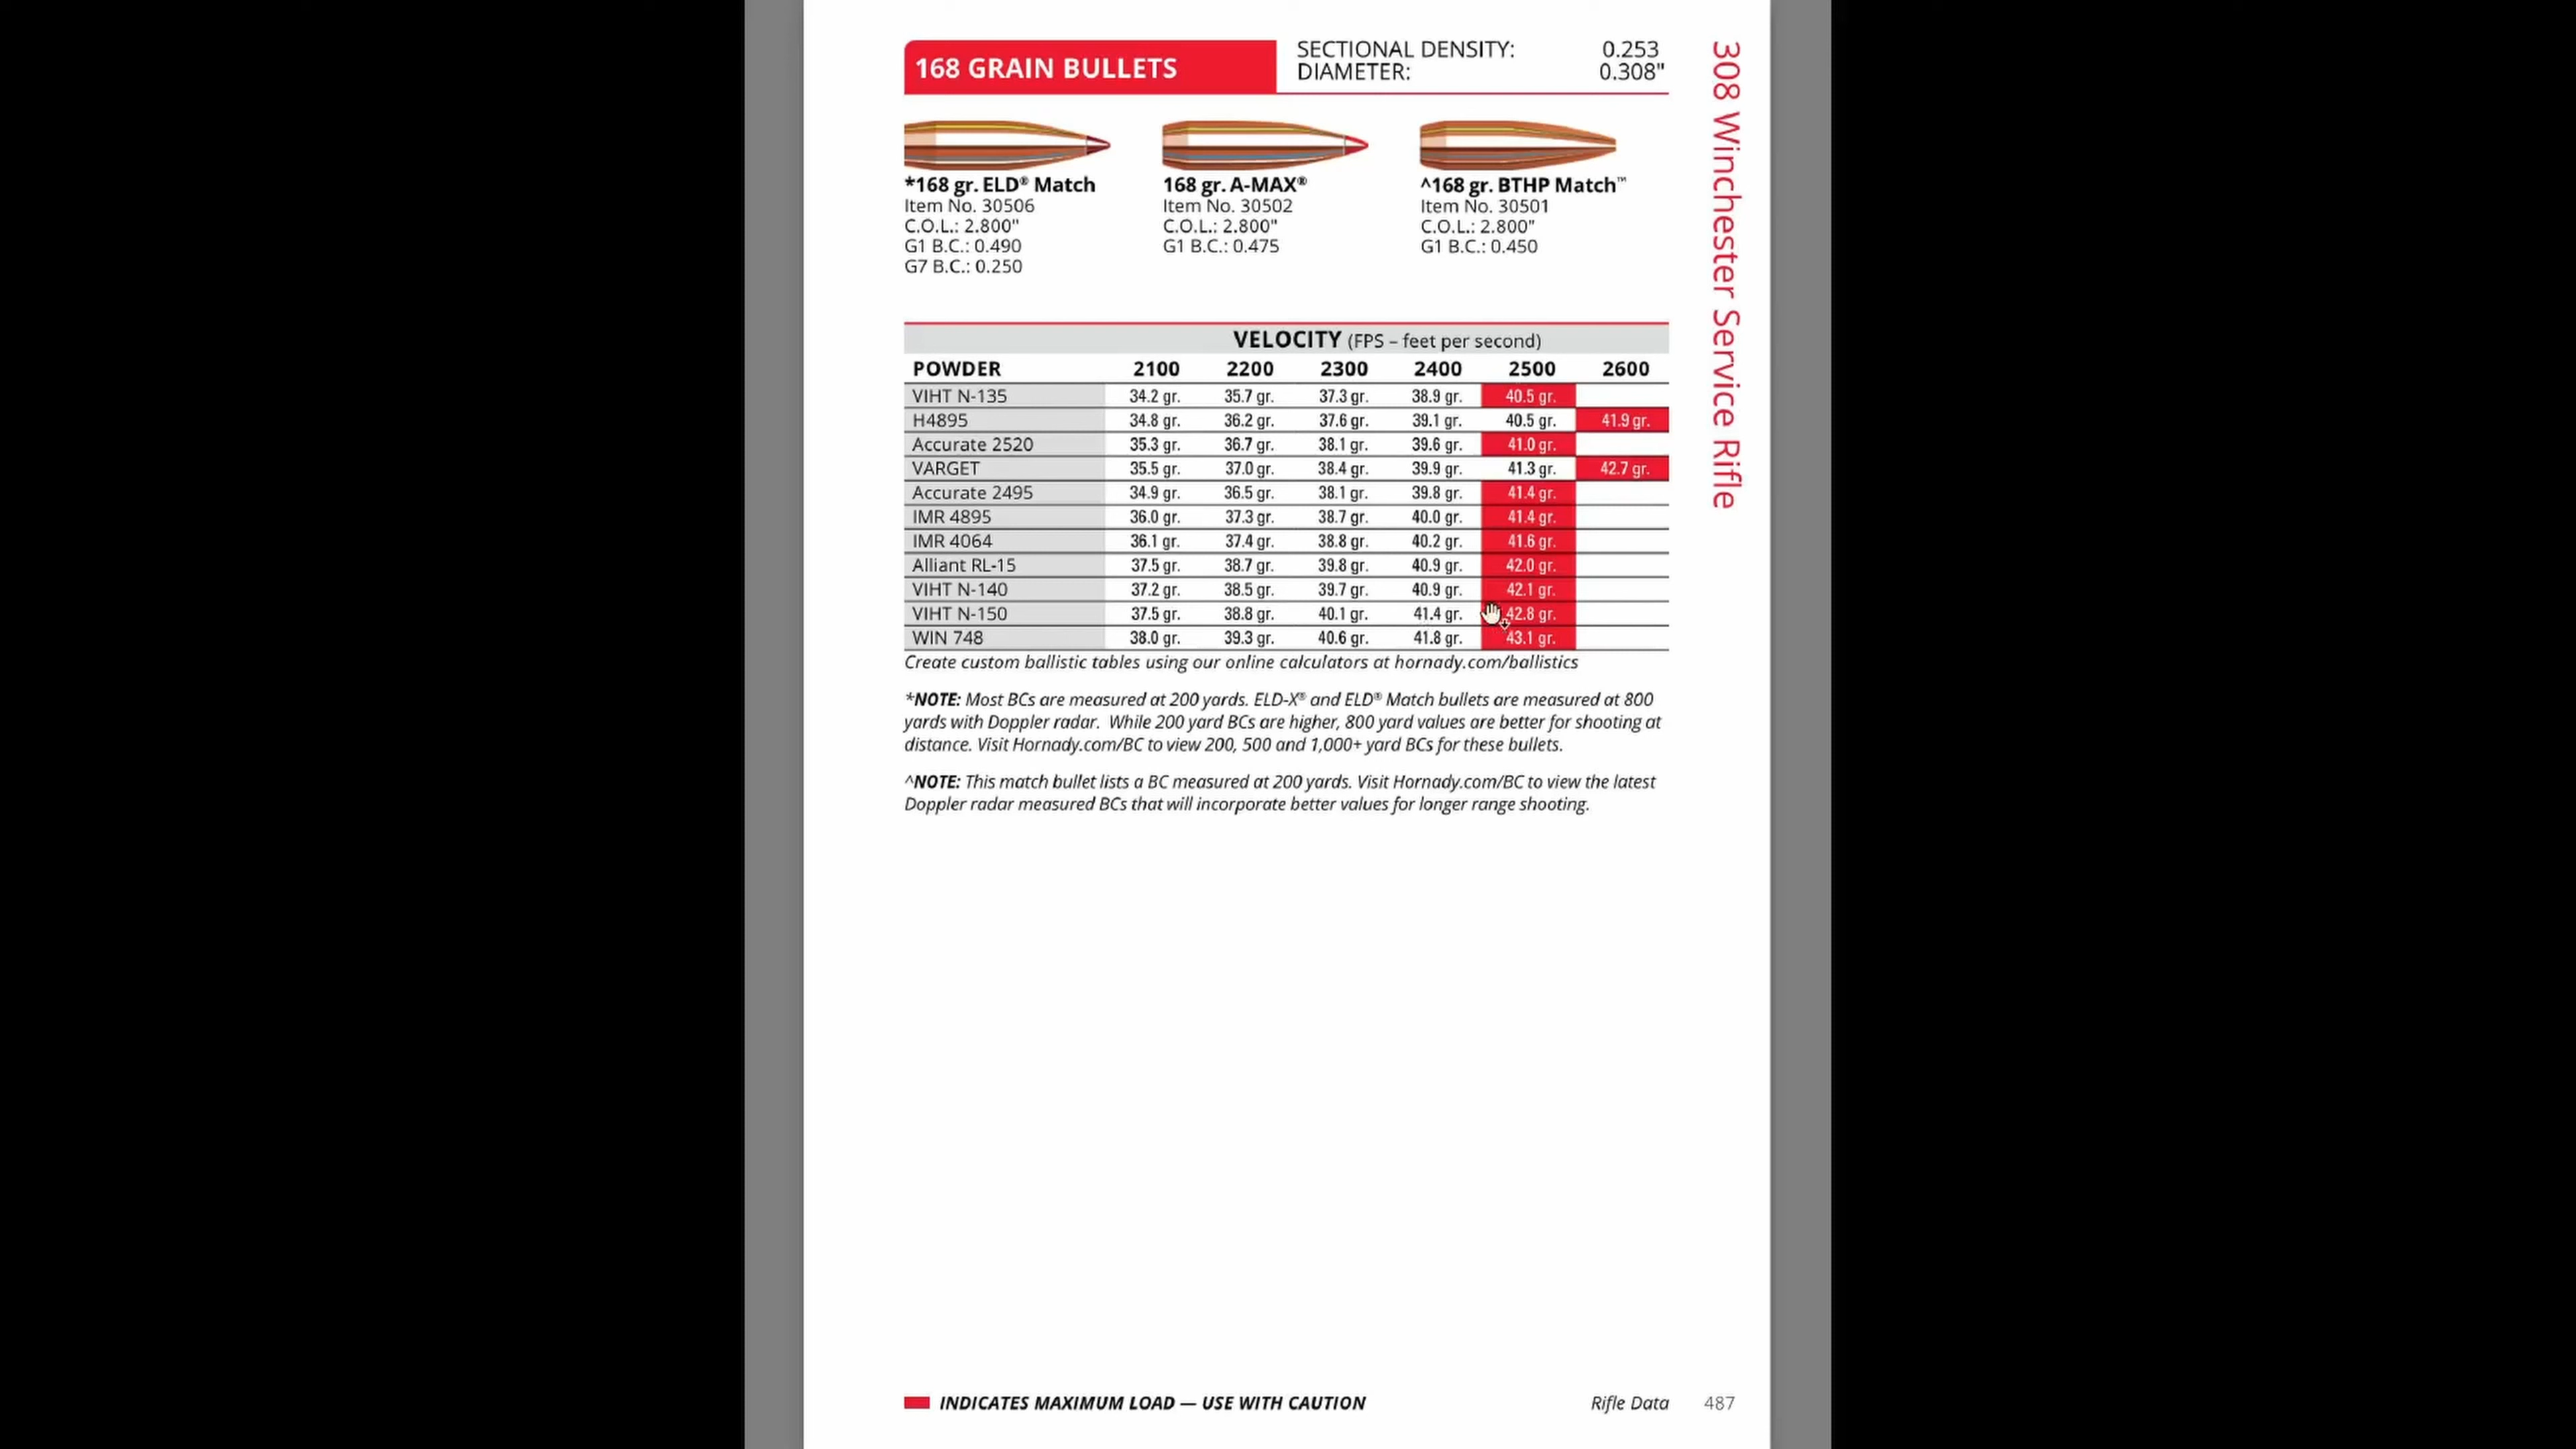 168 GRAIN BULLETS
SECTIONAL DENSITY: 0.253
DIAMETER: 0.308"
308 Winchester Service Rifle
*168 gr. ELD® Match
Item No. 30506
C.O.L.: 2.800"
G1 B.C.: 0.490
G7 B.C.: 0.250
168 gr. A-MAX®
Item No. 30502
C.O.L.: 2.800"
G1 B.C.: 0.475
^168 gr. BTHP Match™
Item No. 30501
C.O.L.: 2.800"
G1 B.C.: 0.450
VELOCITY (FPS – feet per second)
POWDER 2100 2200 2300 2400 2500 2600
VIHT N-135 34.2 gr. 35.7 gr. 37.3 gr. 38.9 gr. 40.5 gr.
H4895 34.8 gr. 36.2 gr. 37.6 gr. 39.1 gr. 40.5 gr. 41.9 gr.
Accurate 2520 35.3 gr. 36.7 gr. 38.1 gr. 39.6 gr. 41.0 gr.
VARGET 35.5 gr. 37.0 gr. 38.4 gr. 39.9 gr. 41.3 gr. 42.7 gr.
Accurate 2495 34.9 gr. 36.5 gr. 38.1 gr. 39.8 gr. 41.4 gr.
IMR 4895 36.0 gr. 37.3 gr. 38.7 gr. 40.0 gr. 41.4 gr.
IMR 4064 36.1 gr. 37.4 gr. 38.8 gr. 40.2 gr. 41.6 gr.
Alliant RL-15 37.5 gr. 38.7 gr. 39.8 gr. 40.9 gr. 42.0 gr.
VIHT N-140 37.2 gr. 38.5 gr. 39.7 gr. 40.9 gr. 42.1 gr.
VIHT N-150 37.5 gr. 38.8 gr. 40.1 gr. 41.4 gr. 42.8 gr.
WIN 748 38.0 gr. 39.3 gr. 40.6 gr. 41.8 gr. 43.1 gr.
Create custom ballistic tables using our online calculators at hornady.com/ballistics
*NOTE: Most BCs are measured at 200 yards. ELD-X® and ELD® Match bullets are measured at 800
yards with Doppler radar. While 200 yard BCs are higher, 800 yard values are better for shooting at
distance. Visit Hornady.com/BC to view 200, 500 and 1,000+ yard BCs for these bullets.
^NOTE: This match bullet lists a BC measured at 200 yards. Visit Hornady.com/BC to view the latest
Doppler radar measured BCs that will incorporate better values for longer range shooting.
INDICATES MAXIMUM LOAD — USE WITH CAUTION
Rifle Data 487